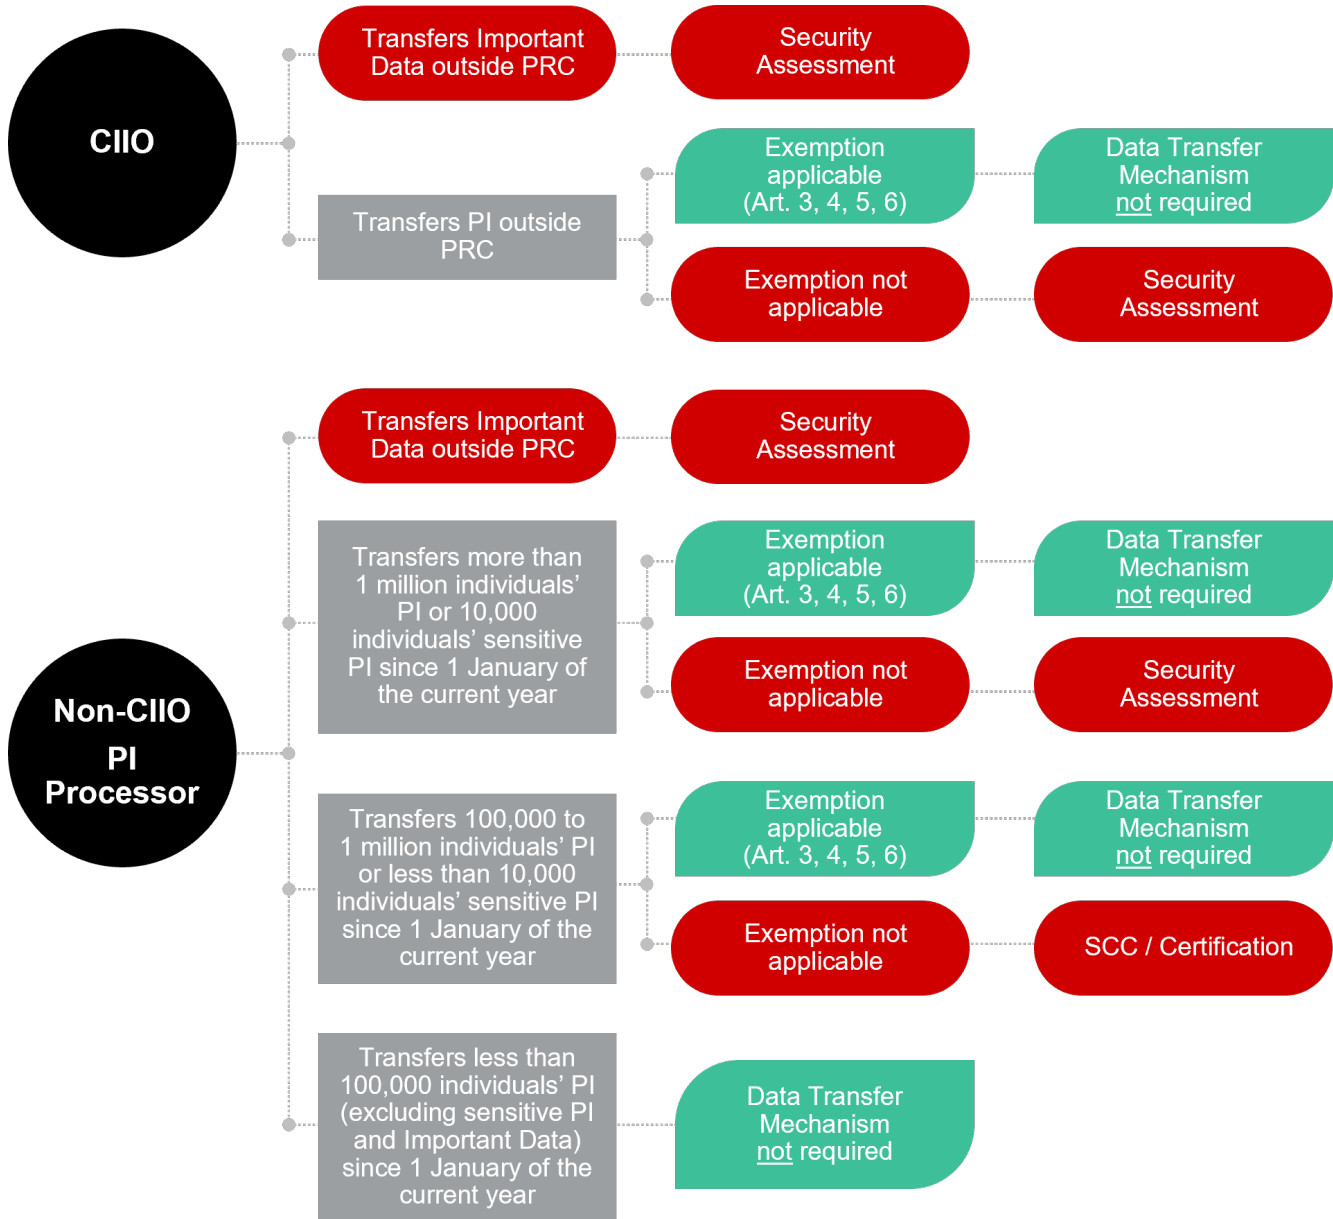 CIIO
Transfers Important
Data outside PRC
Security
Assessment
Transfers PI outside
PRC
Exemption
applicable
(Art. 3, 4, 5, 6)
Data Transfer
Mechanism
not required
Exemption not
applicable
Security
Assessment
Non-CIIO
PI
Processor
Transfers Important
Data outside PRC
Security
Assessment
Transfers more than
1 million individuals’
PI or 10,000
individuals’ sensitive
PI since 1 January of
the current year
Exemption
applicable
(Art. 3, 4, 5, 6)
Data Transfer
Mechanism
not required
Exemption not
applicable
Security
Assessment
Transfers 100,000 to
1 million individuals’ PI
or less than 10,000
individuals’ sensitive PI
since 1 January of the
current year
Exemption
applicable
(Art. 3, 4, 5, 6)
Data Transfer
Mechanism
not required
Exemption not
applicable
SCC / Certification
Transfers less than
100,000 individuals’ PI
(excluding sensitive PI
and Important Data)
since 1 January of the
current year
Data Transfer
Mechanism
not required